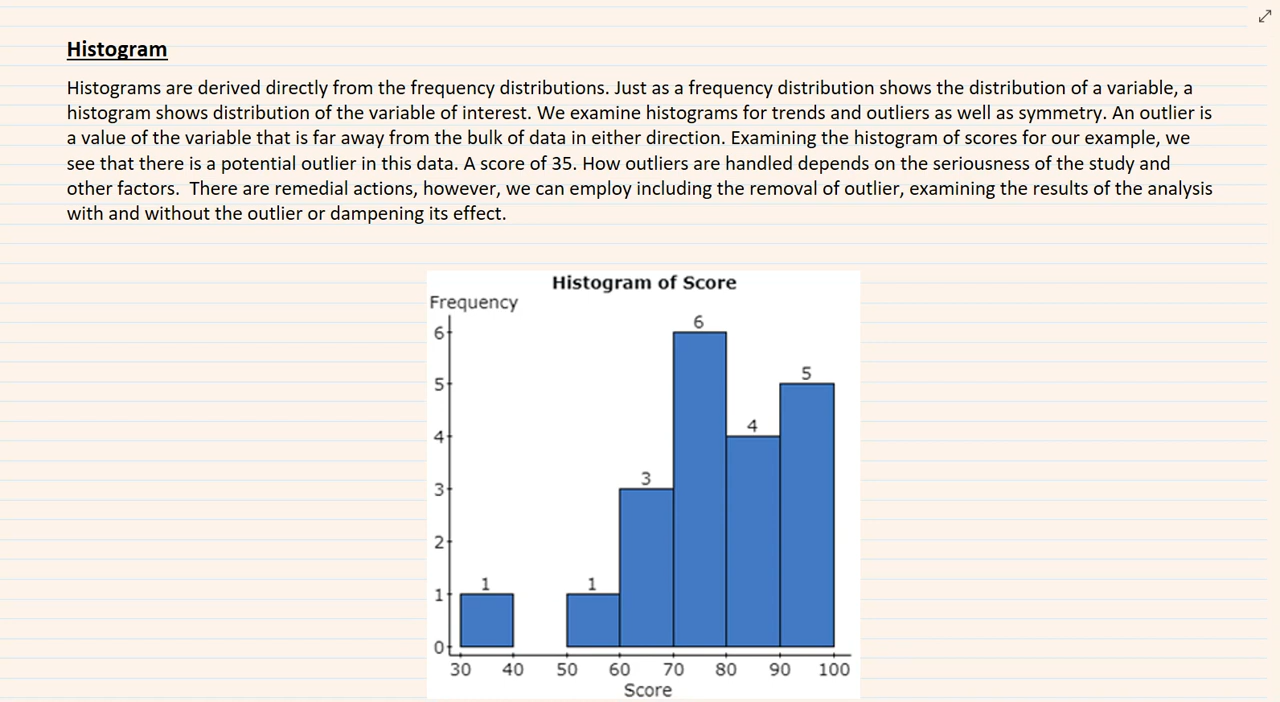 Histogram
Histograms are derived directly from the frequency distributions. Just as a frequency distribution shows the distribution of a variable, a
histogram shows distribution of the variable of interest. We examine histograms for trends and outliers as well as symmetry. An outlier is
a value of the variable that is far away from the bulk of data in either direction. Examining the histogram of scores for our example, we
see that there is a potential outlier in this data. A score of 35. How outliers are handled depends on the seriousness of the study and
other factors.  There are remedial actions, however, we can employ including the removal of outlier, examining the results of the analysis
with and without the outlier or dampening its effect.
Histogram of Score
Frequency
6
5
4
3
2
1
0
1
1
3
6
4
5
30 40 50 60 70 80 90 100
Score